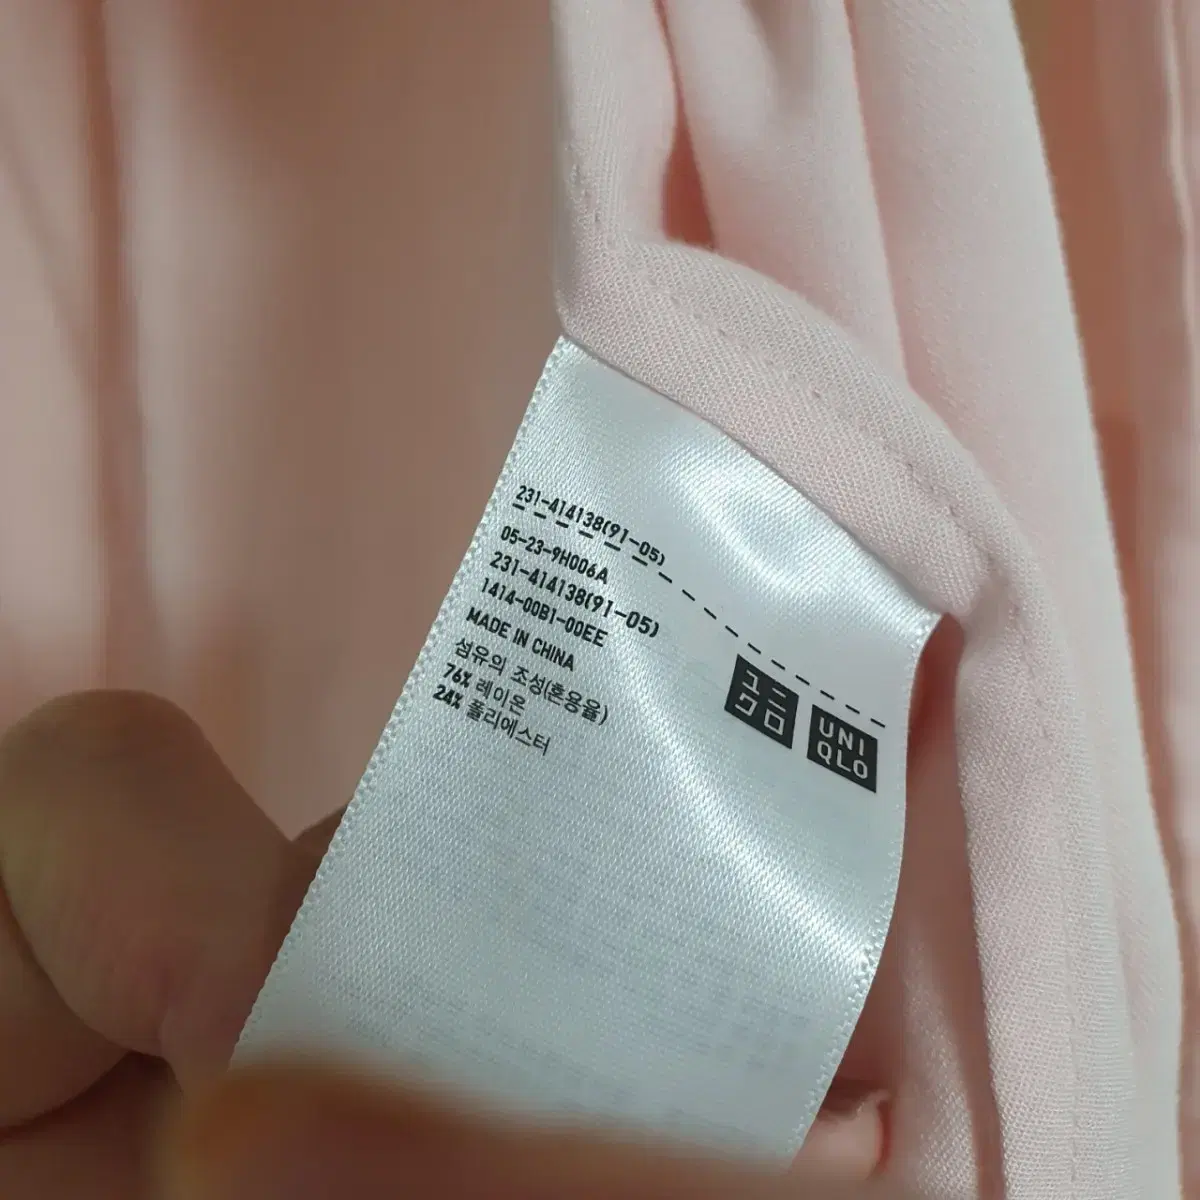 231-414138(91-05)
05-23-9H006A
231-414138(91-05)
1414-00B1-00EE
MADE IN CHINA
섬유의 조성(혼용율)
76% 레이온
24% 폴리에스터
ユニ
クロ
UNI
QLO